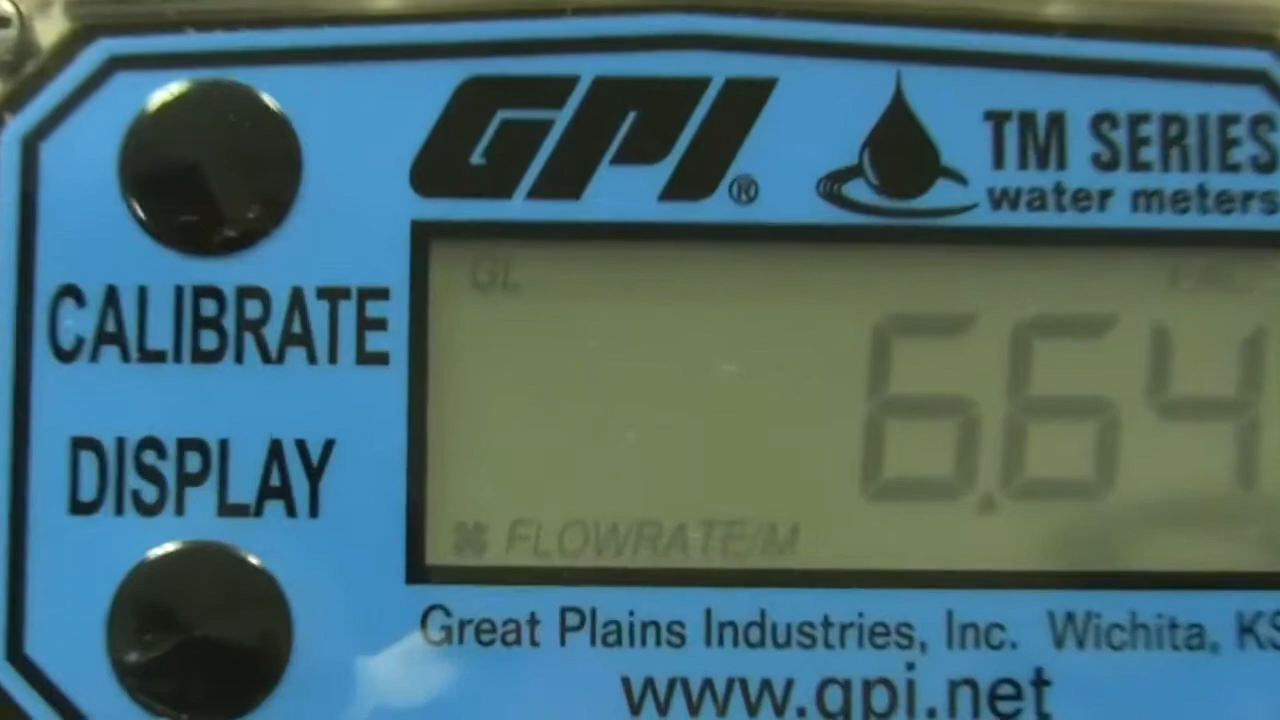 GPI®
TM SERIES
water meters
CALIBRATE
DISPLAY
GL
6.64
FLOWRATE/M
Great Plains Industries, Inc. Wichita, KS
www.gpi.net